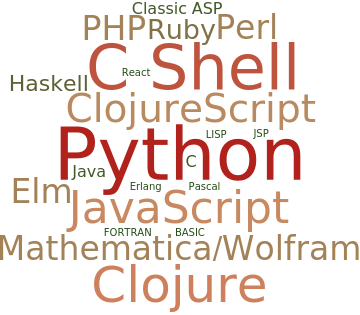 Classic ASP
PHP Ruby Perl
C Shell
React
Haskell
ClojureScript
LISP JSP
Python
C
Java
Erlang Pascal
Elm
JavaScript
FORTRAN BASIC
Mathematica/Wolfram
Clojure